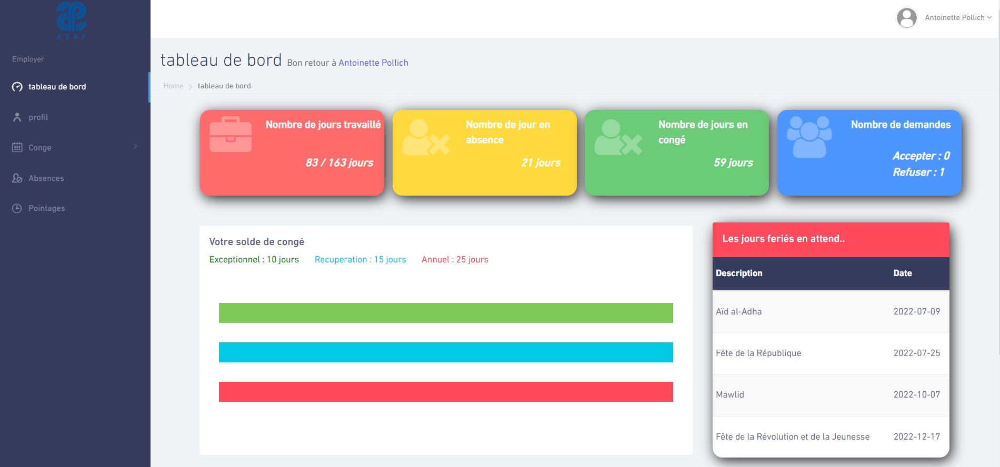 ETAP
Antoinette Pollich
Employer
tableau de bord
profil
Conge
Absences
Pointages
tableau de bord Bon retour à Antoinette Pollich
Home > tableau de bord
Nombre de jours travaillé
83 / 163 jours
Nombre de jour en
absence
21 jours
Nombre de jours en
congé
59 jours
Nombre de demandes
Accepter : 0
Refuser : 1
Votre solde de congé
Exceptionnel : 10 jours Recuperation : 15 jours Annuel : 25 jours
Les jours feriés en attend..
Description Date
Aïd al-Adha 2022-07-09
Fête de la République 2022-07-25
Mawlid 2022-10-07
Fête de la Révolution et de la Jeunesse 2022-12-17